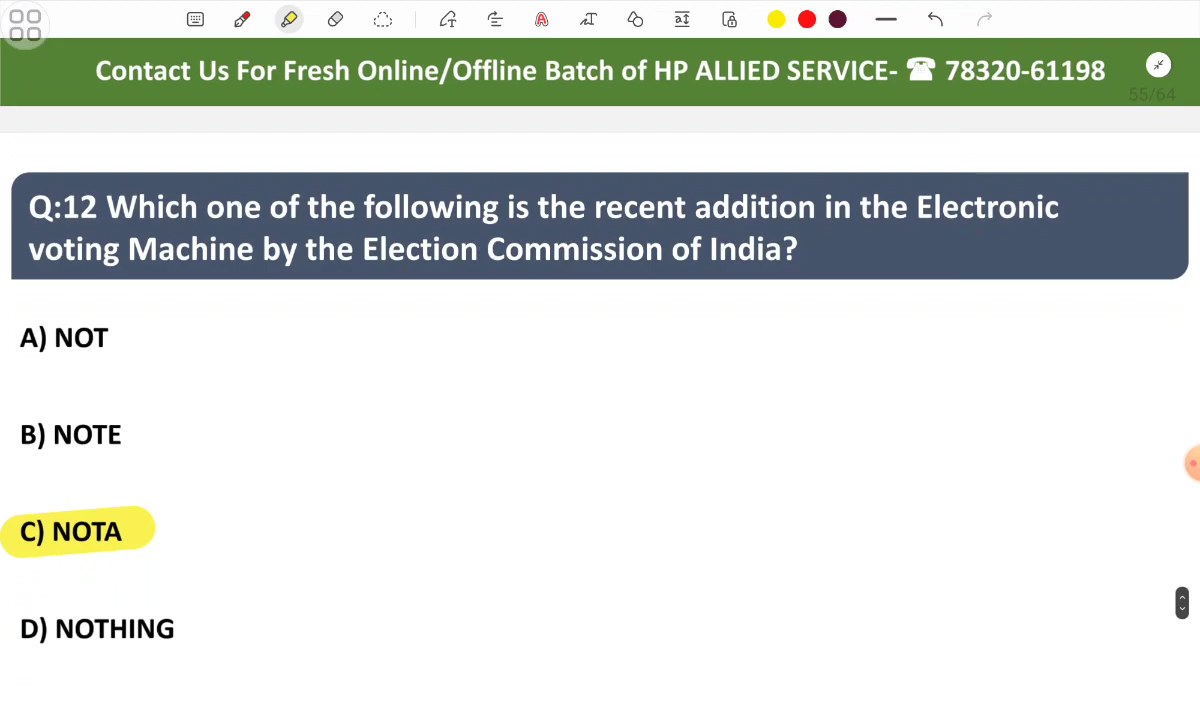 Contact Us For Fresh Online/Offline Batch of HP ALLIED SERVICE- ☎ 78320-61198
55/64
Q:12 Which one of the following is the recent addition in the Electronic
voting Machine by the Election Commission of India?
A) NOT
B) NOTE
C) NOTA
D) NOTHING